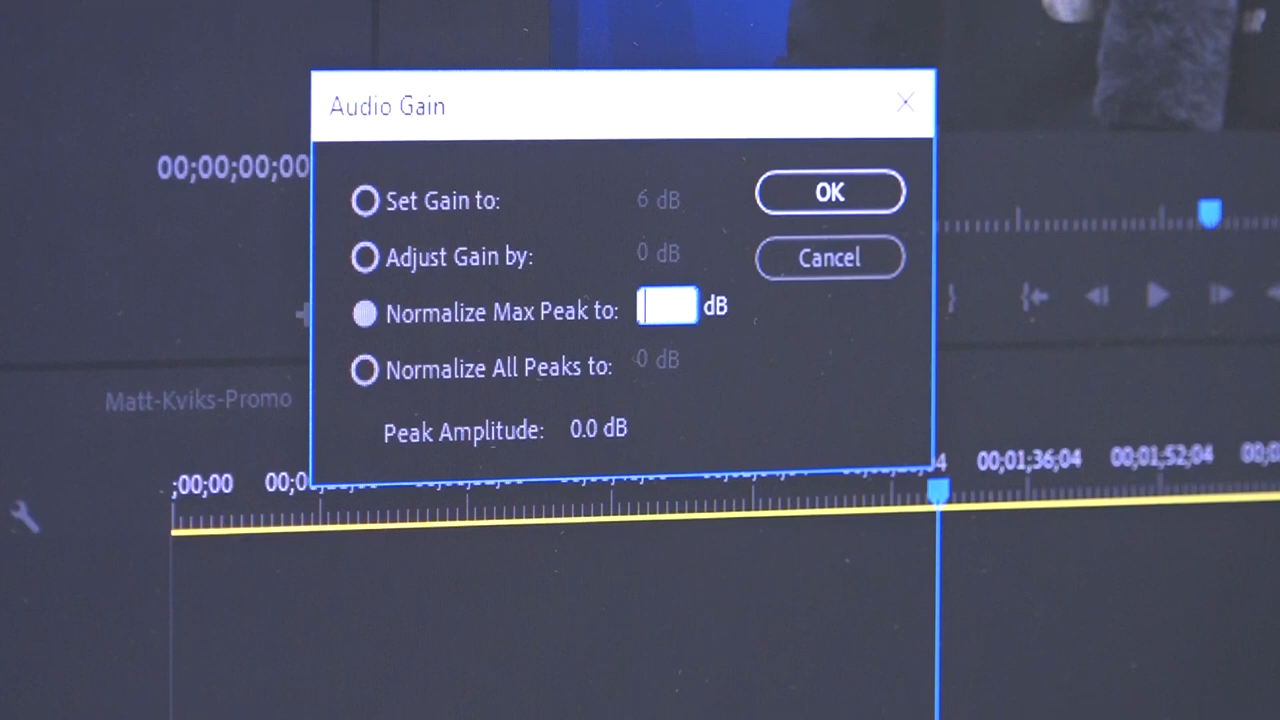 Audio Gain
00;00;00;00
Set Gain to: 6 dB
OK
Adjust Gain by: 0 dB
Cancel
Normalize Max Peak to: dB
Normalize All Peaks to: 0 dB
Matt-Kviks-Promo
Peak Amplitude: 0.0 dB
;00;00
00;01;36;04
00;01;52;04